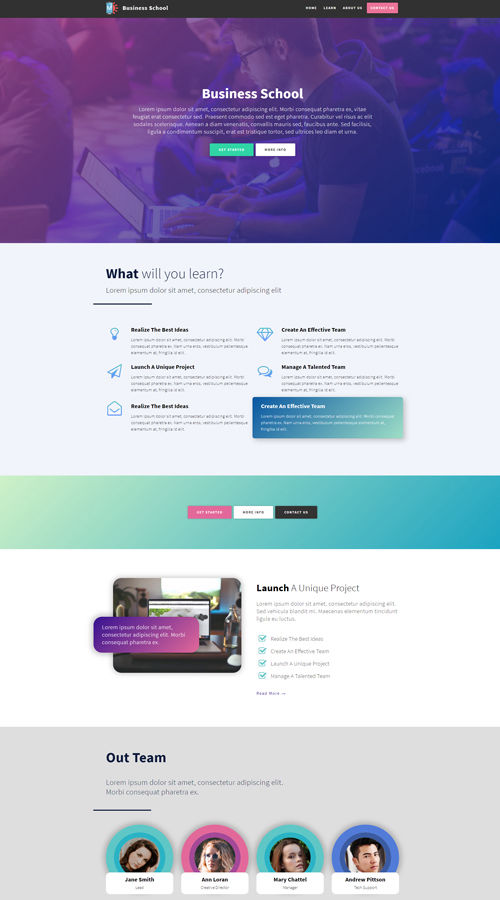 Business School
HOME LEARN ABOUT US CONTACT US
Business School
Lorem ipsum dolor sit amet, consectetur adipiscing elit. Morbi consequat pharetra ex, vitae
feugiat erat consectetur sed. Praesent commodo sed est eget pharetra. Curabitur vel risus ac elit
sodales scelerisque. Aenean a diam venenatis, convallis mauris sed, faucibus ante. Sed facilisis,
ligula a condimentum suscipit, erat est tristique tortor, sed ultrices leo diam et urna.
GET STARTED MORE INFO
What will you learn?
Lorem ipsum dolor sit amet, consectetur adipiscing elit
Realize The Best Ideas
Lorem ipsum dolor sit amet, consectetur adipiscing elit. Morbi
consequat pharetra ex. Nam urna eros, vestibulum pellentesque
elementum at, fringilla id elit.
Create An Effective Team
Lorem ipsum dolor sit amet, consectetur adipiscing elit. Morbi
consequat pharetra ex. Nam urna eros, vestibulum pellentesque
elementum at, fringilla id elit.
Launch A Unique Project
Lorem ipsum dolor sit amet, consectetur adipiscing elit. Morbi
consequat pharetra ex. Nam urna eros, vestibulum pellentesque
elementum at, fringilla id elit.
Manage A Talented Team
Lorem ipsum dolor sit amet, consectetur adipiscing elit. Morbi
consequat pharetra ex. Nam urna eros, vestibulum pellentesque
elementum at, fringilla id elit.
Realize The Best Ideas
Lorem ipsum dolor sit amet, consectetur adipiscing elit. Morbi
consequat pharetra ex. Nam urna eros, vestibulum pellentesque
elementum at, fringilla id elit.
Create An Effective Team
Lorem ipsum dolor sit amet, consectetur adipiscing elit. Morbi consequat
pharetra ex. Nam urna eros, vestibulum pellentesque elementum at,
fringilla id elit.
GET STARTED MORE INFO CONTACT US
Lorem ipsum dolor sit amet,
consectetur adipiscing elit. Morbi
consequat pharetra ex.
Launch A Unique Project
Lorem ipsum dolor sit amet, consectetur adipiscing elit.
Sed vehicula blandit mi. Maecenas elementum tincidunt
ligula eu luctus.
Realize The Best Ideas
Create An Effective Team
Launch A Unique Project
Manage A Talented Team
Read More →
Out Team
Lorem ipsum dolor sit amet, consectetur adipiscing elit.
Morbi consequat pharetra ex.
Jane Smith
Lead
Ann Loran
Creative Director
Mary Chattel
Manager
Andrew Pittson
Tech Support